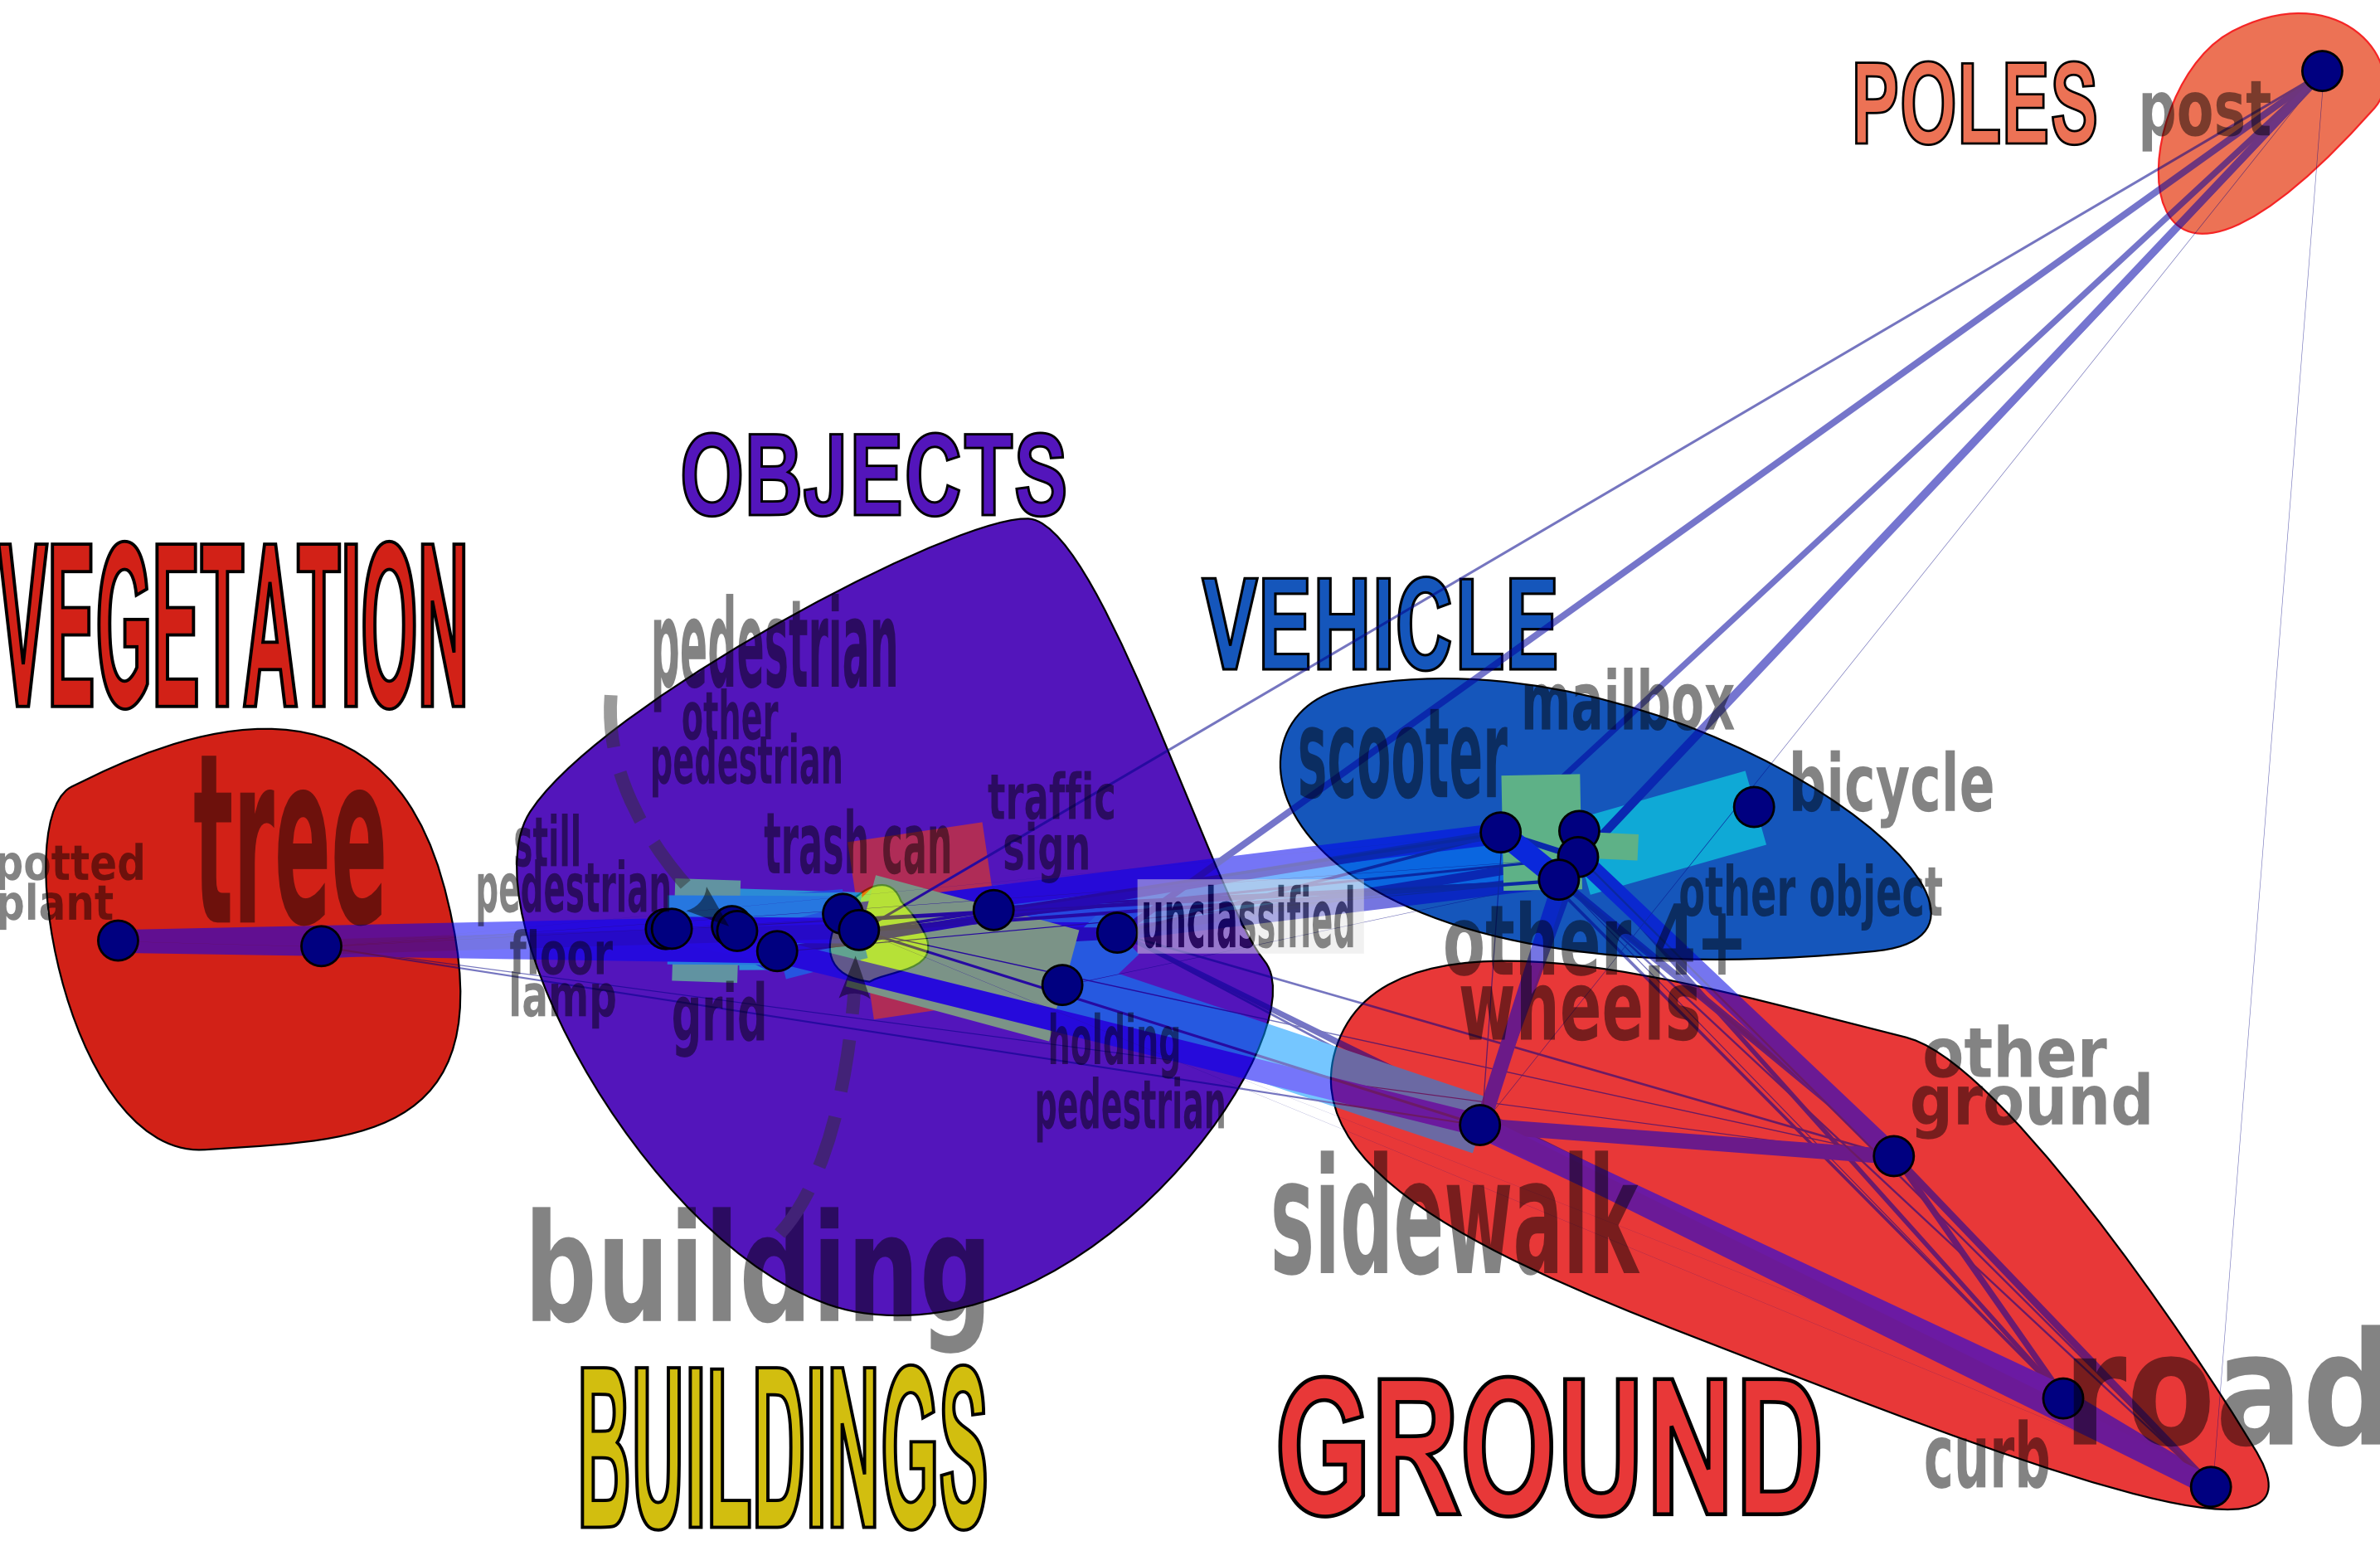 POLES
post
OBJECTS
VEGETATION
VEHICLE
pedestrian
other
pedestrian
mailbox
scooter
tree
bicycle
traffic
sign
trash can
still
pedestrian
potted
plant
other object
unclassified
floor
lamp
grid
other 4+
wheels
holding
pedestrian
other
ground
sidewalk
building
road
curb
BUILDINGS
GROUND